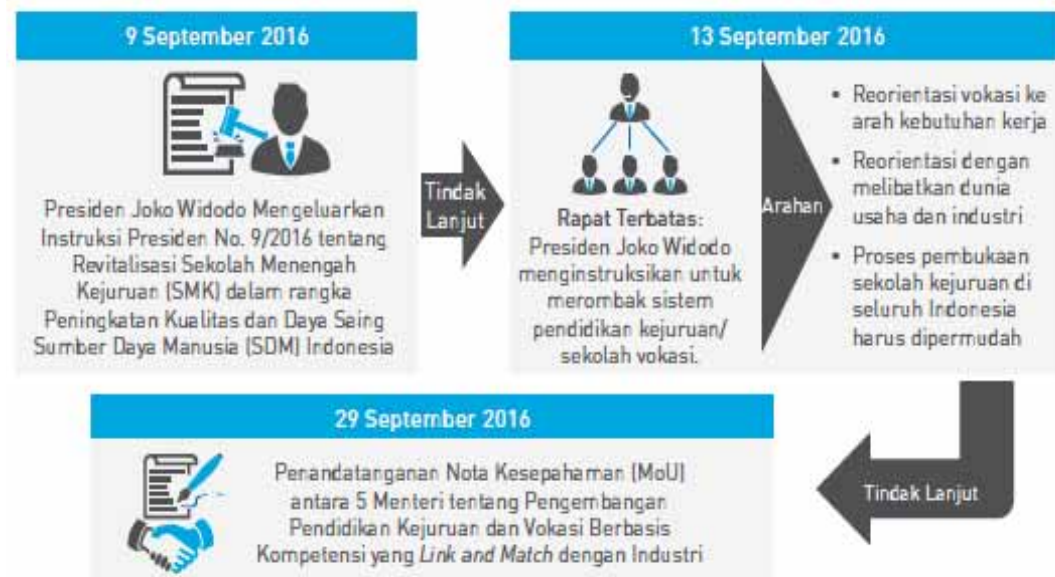 9 September 2016
Presiden Joko Widodo Mengeluarkan
Instruksi Presiden No. 9/2016 tentang
Revitalisasi Sekolah Menengah
Kejuruan (SMK) dalam rangka
Peningkatan Kualitas dan Daya Saing
Sumber Daya Manusia (SDM) Indonesia
Tindak
Lanjut
13 September 2016
Rapat Terbatas:
Presiden Joko Widodo
menginstruksikan untuk
merombak sistem
pendidikan kejuruan/
sekolah vokasi.
Arahan
• Reorientasi vokasi ke
arah kebutuhan kerja
• Reorientasi dengan
melibatkan dunia
usaha dan industri
• Proses pembukaan
sekolah kejuruan di
seluruh Indonesia
harus dipermudah
Tindak Lanjut
29 September 2016
Penandatanganan Nota Kesepahaman (MoU)
antara 5 Menteri tentang Pengembangan
Pendidikan Kejuruan dan Vokasi Berbasis
Kompetensi yang Link and Match dengan Industri